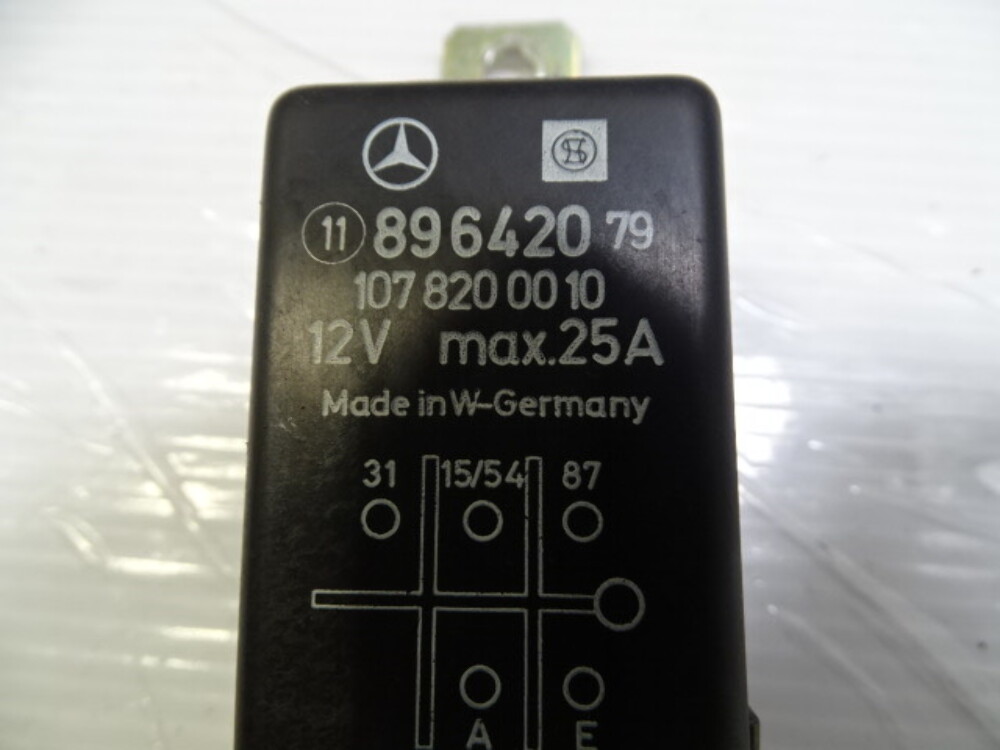 11 896420 79
107 820 00 10
12V max.25A
Made in W-Germany
31 15/54 87
A E